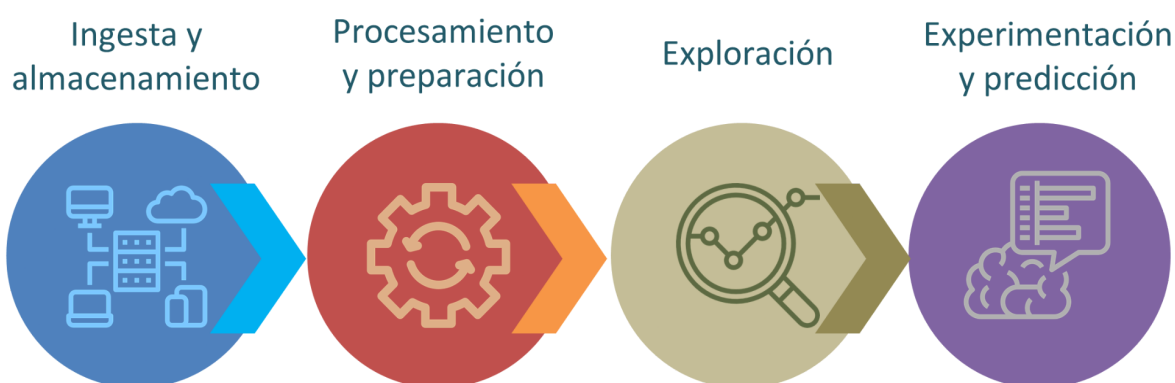 Ingesta y
almacenamiento
Procesamiento
y preparación
Exploración
Experimentación
y predicción